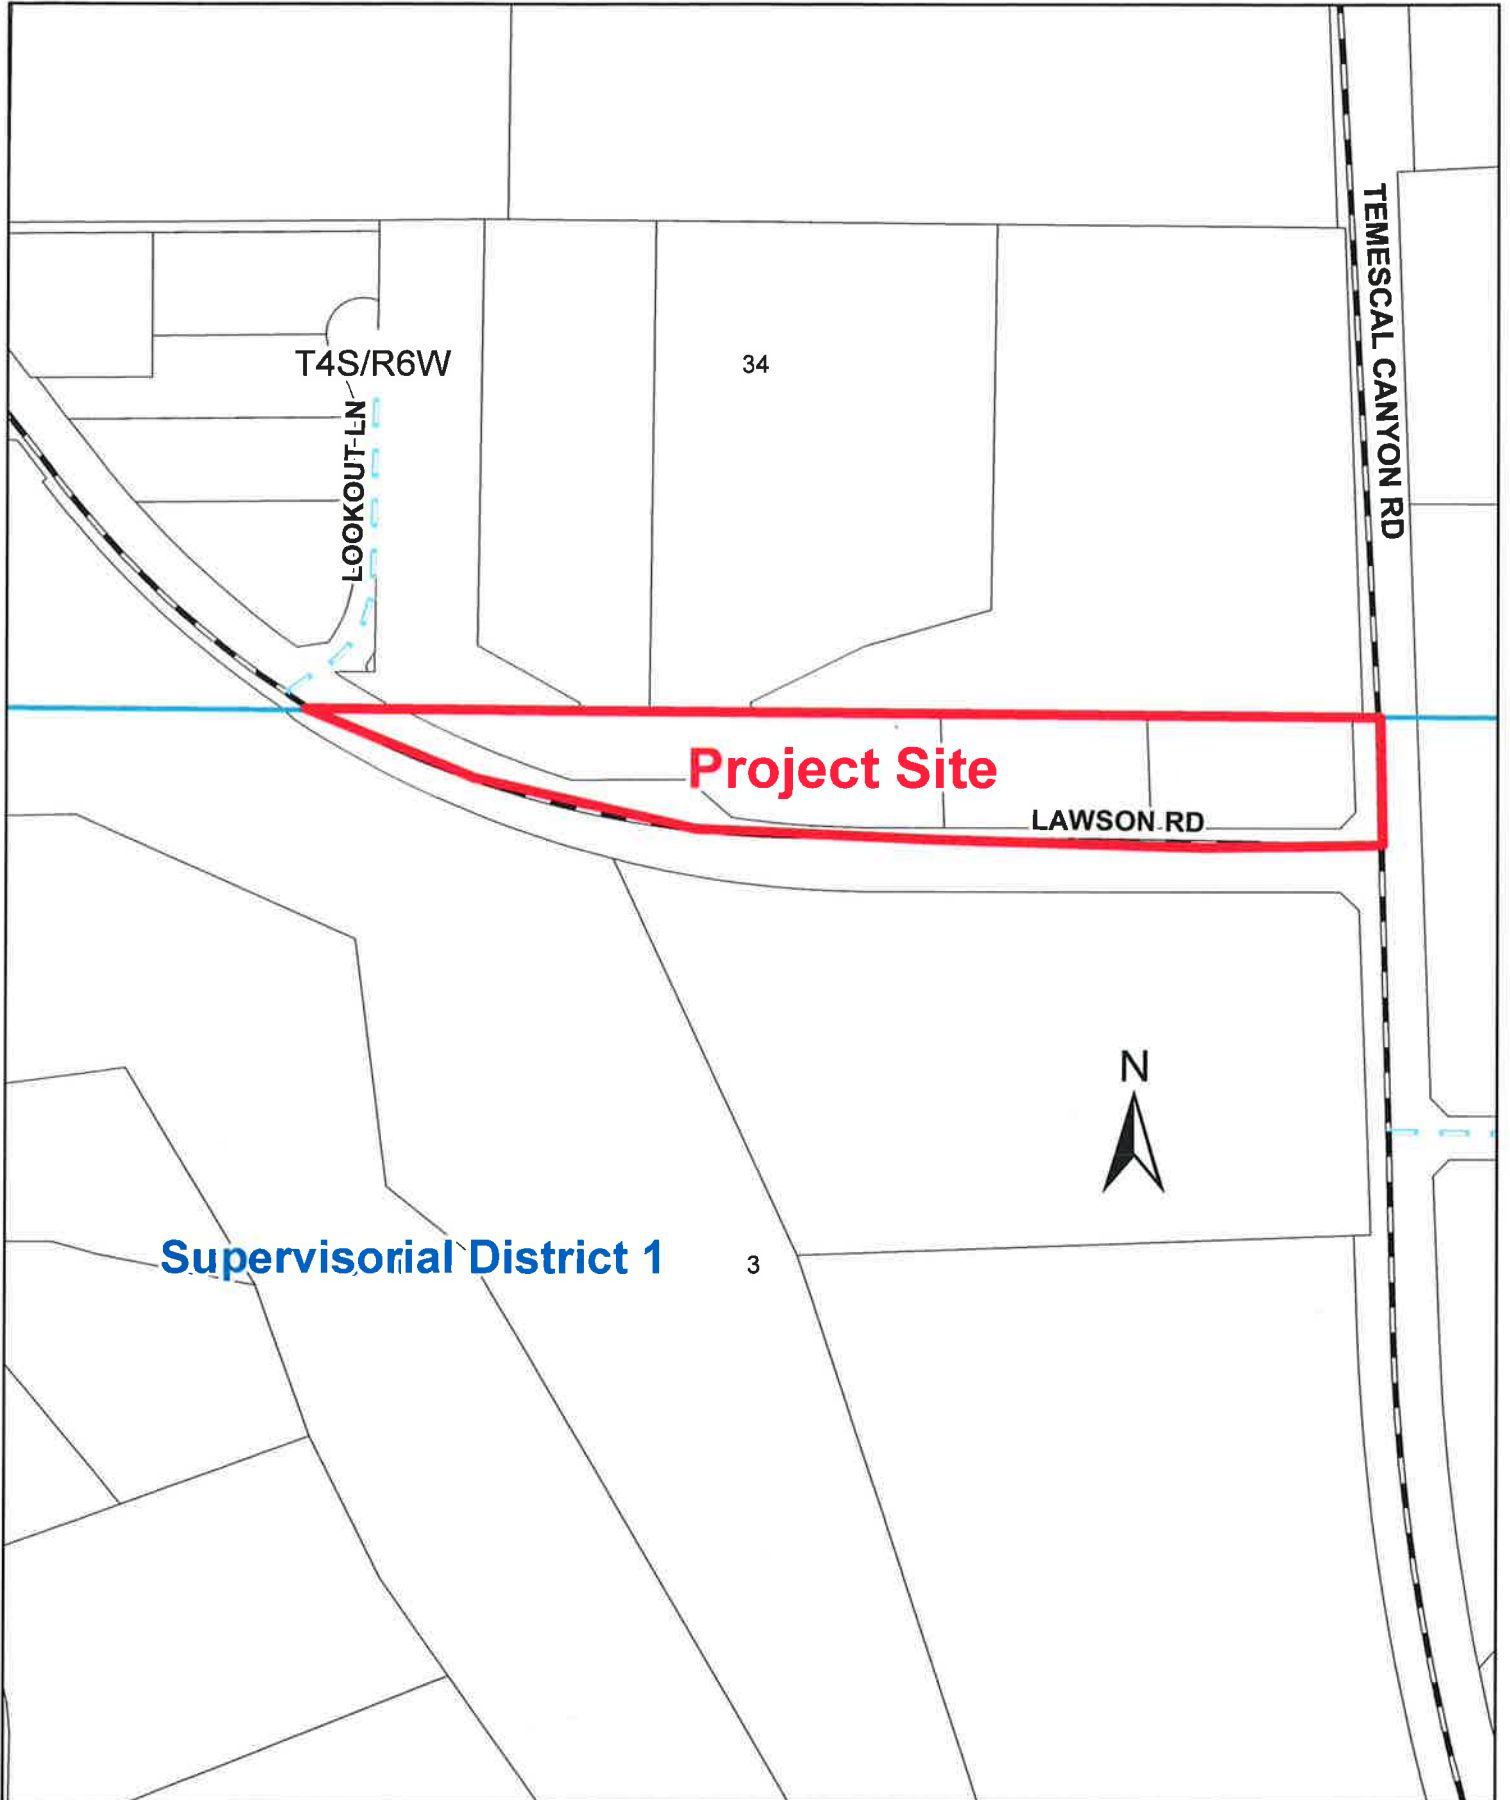 TEMESCAL CANYON RD
T4S/R6W
34
LOOKOUT LN
Project Site
LAWSON RD
N
Supervisorial District 1
3